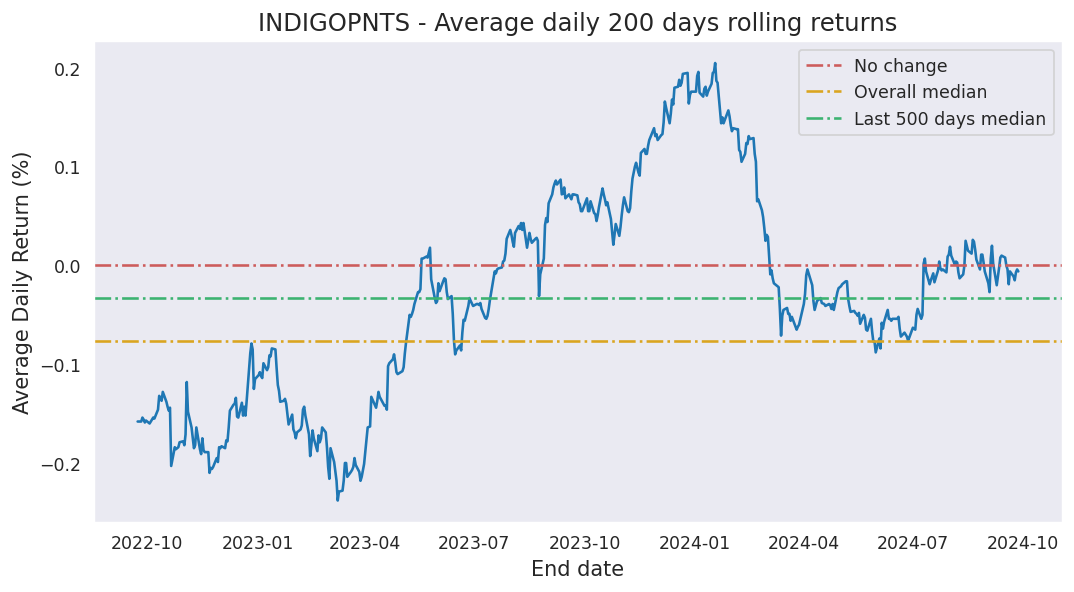 INDIGOPNTS - Average daily 200 days rolling returns
No change
Overall median
Last 500 days median
Average Daily Return (%)
0.2
0.1
0.0
−0.1
−0.2
2022-10
2023-01
2023-04
2023-07
2023-10
2024-01
2024-04
2024-07
2024-10
End date